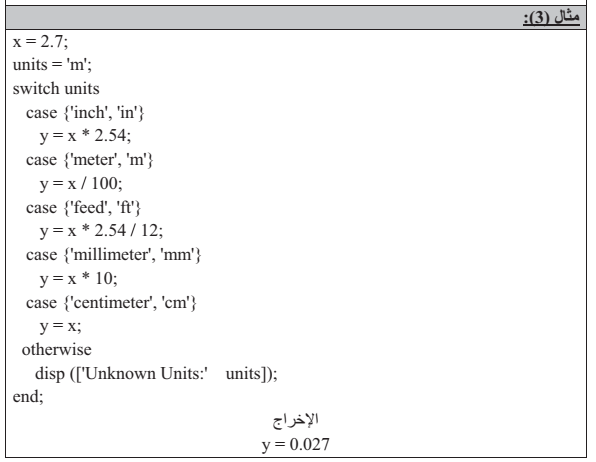 مثال (3):
x = 2.7;
units = 'm';
switch units
case {'inch', 'in'}
y = x * 2.54;
case {'meter', 'm'}
y = x / 100;
case {'feed', 'ft'}
y = x * 2.54 / 12;
case {'millimeter', 'mm'}
y = x * 10;
case {'centimeter', 'cm'}
y = x;
otherwise
disp (['Unknown Units:' units]);
end;
الإخراج
y = 0.027